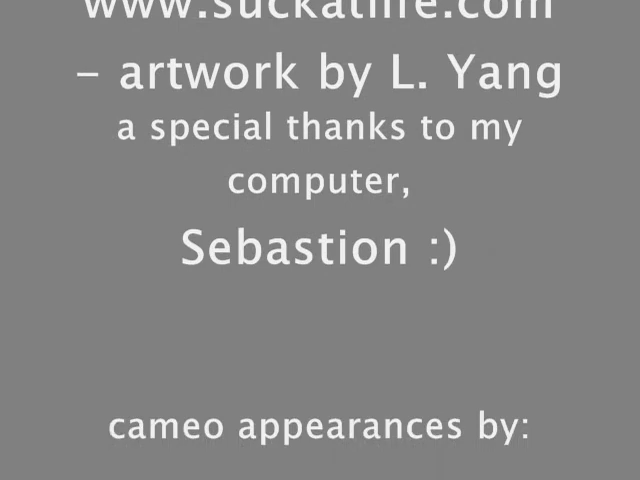 www.suckatlife.com
- artwork by L. Yang
a special thanks to my
computer,
Sebastion :)
cameo appearances by: